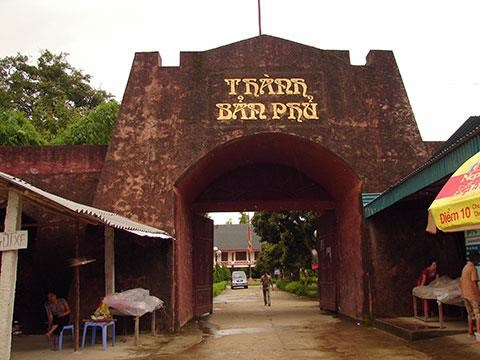 THÀNH
BẢN PHỦ
Điểm 10